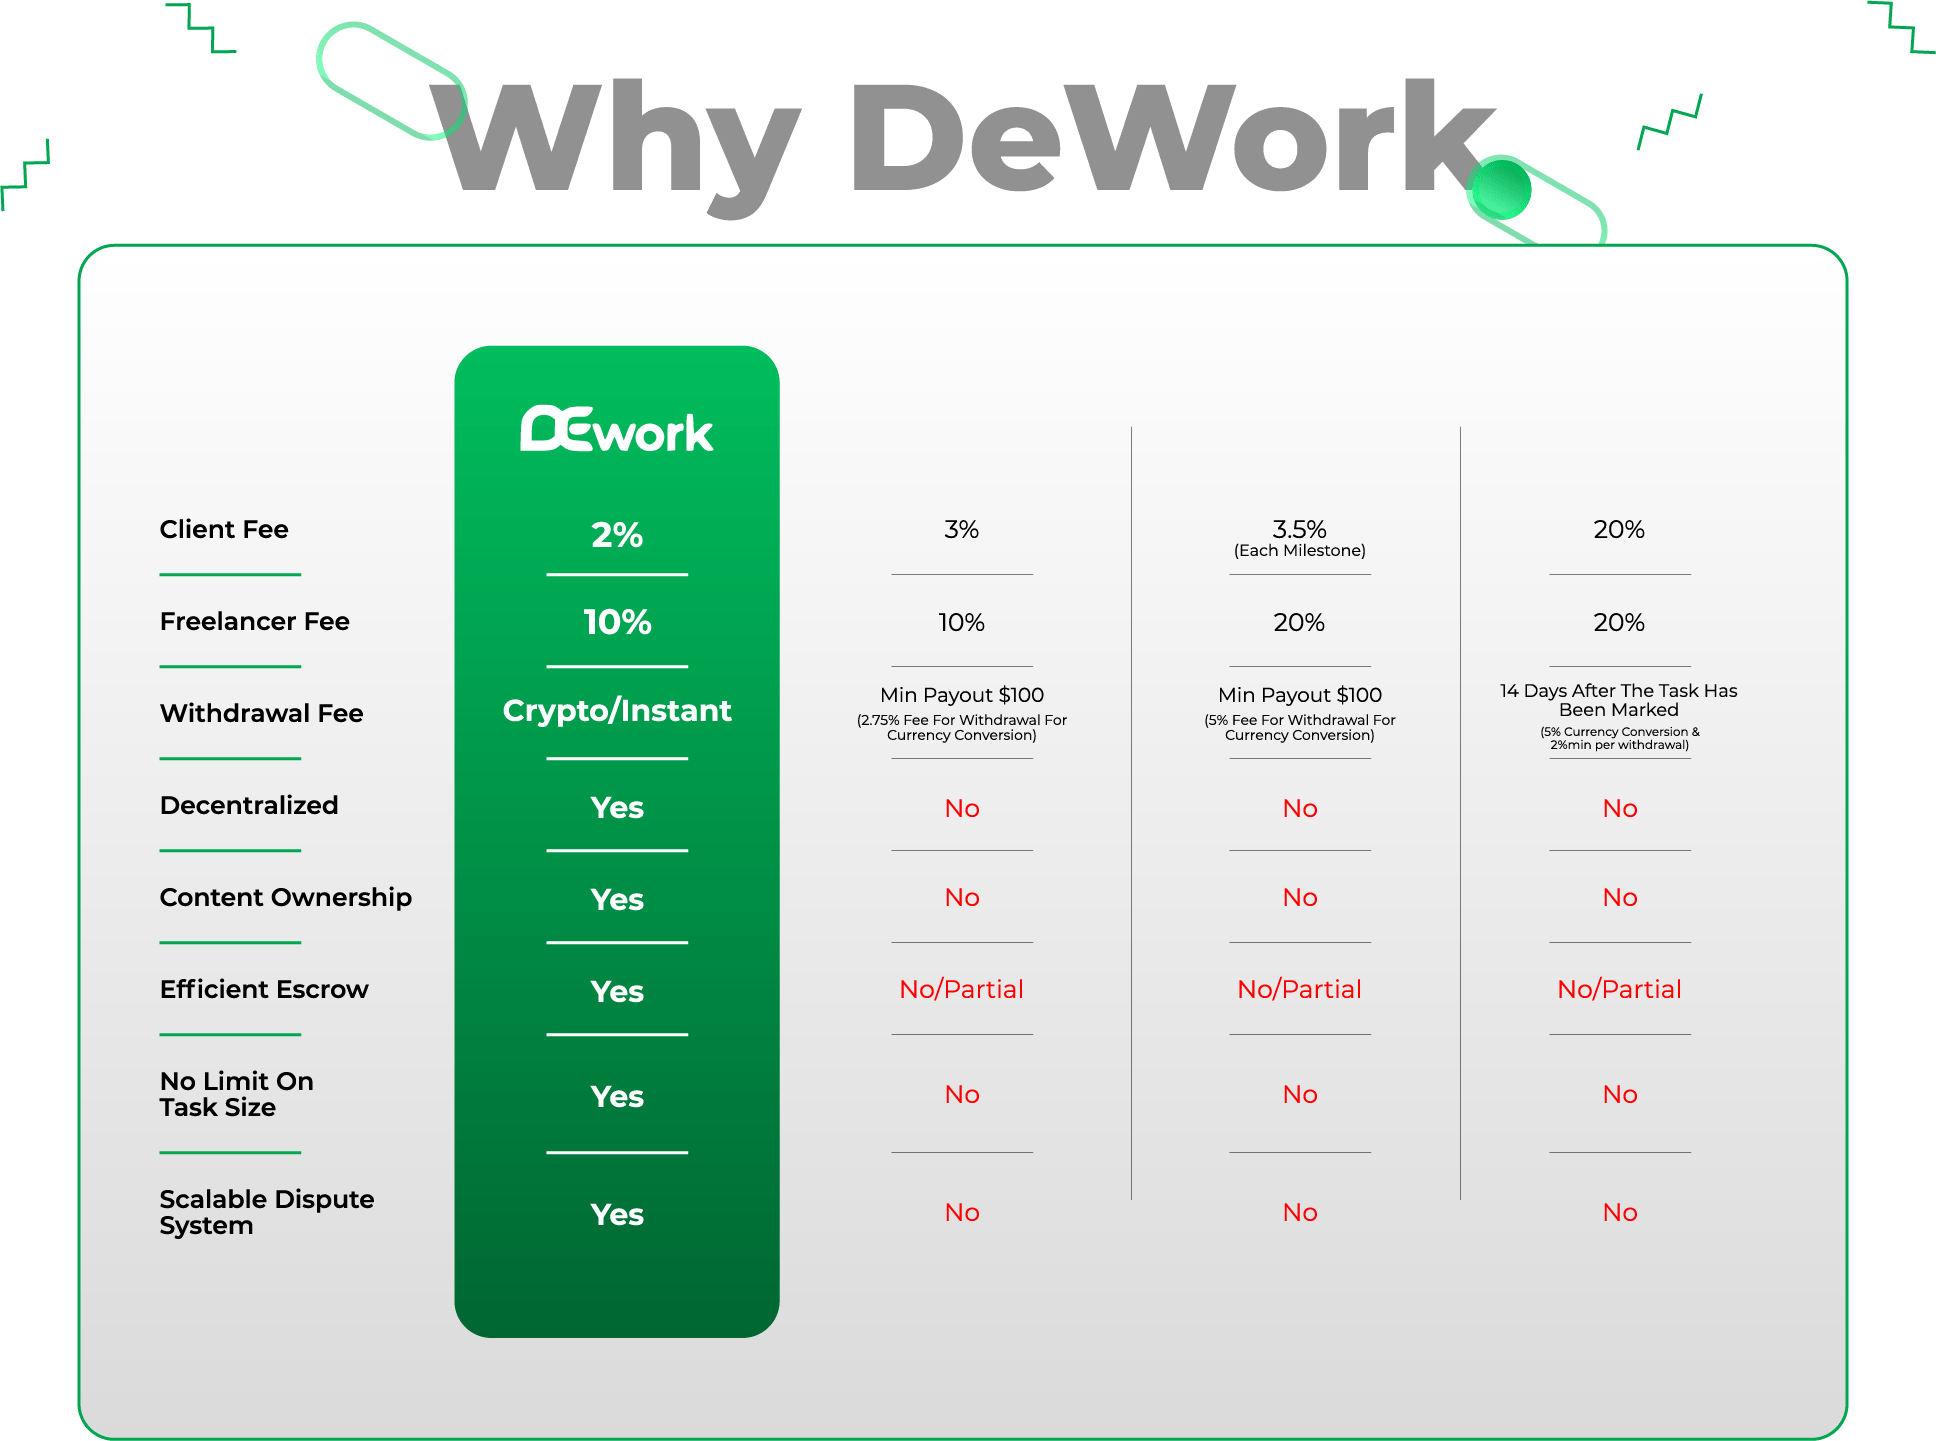 Why DeWork
DEwork
Client Fee
2%
3%
3.5%
(Each Milestone)
20%
Freelancer Fee
10%
10%
20%
20%
Withdrawal Fee
Crypto/Instant
Min Payout $100
(2.75% Fee For Withdrawal For
Currency Conversion)
Min Payout $100
(5% Fee For Withdrawal For
Currency Conversion)
14 Days After The Task Has
Been Marked
(5% Currency Conversion &
2%min per withdrawal)
Decentralized
Yes
No
No
No
Content Ownership
Yes
No
No
No
Efficient Escrow
Yes
No/Partial
No/Partial
No/Partial
No Limit On
Task Size
Yes
No
No
No
Scalable Dispute
System
Yes
No
No
No